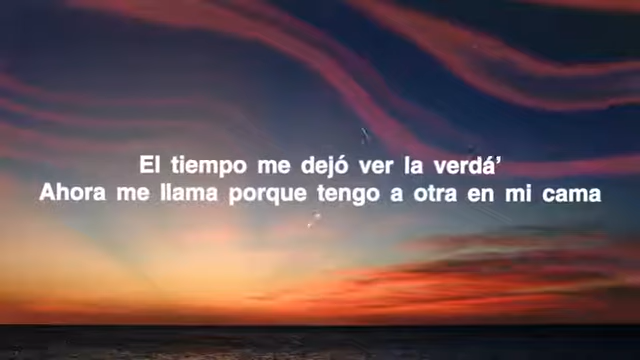 El tiempo me dejó ver la verdá’
Ahora me llama porque tengo a otra en mi cama